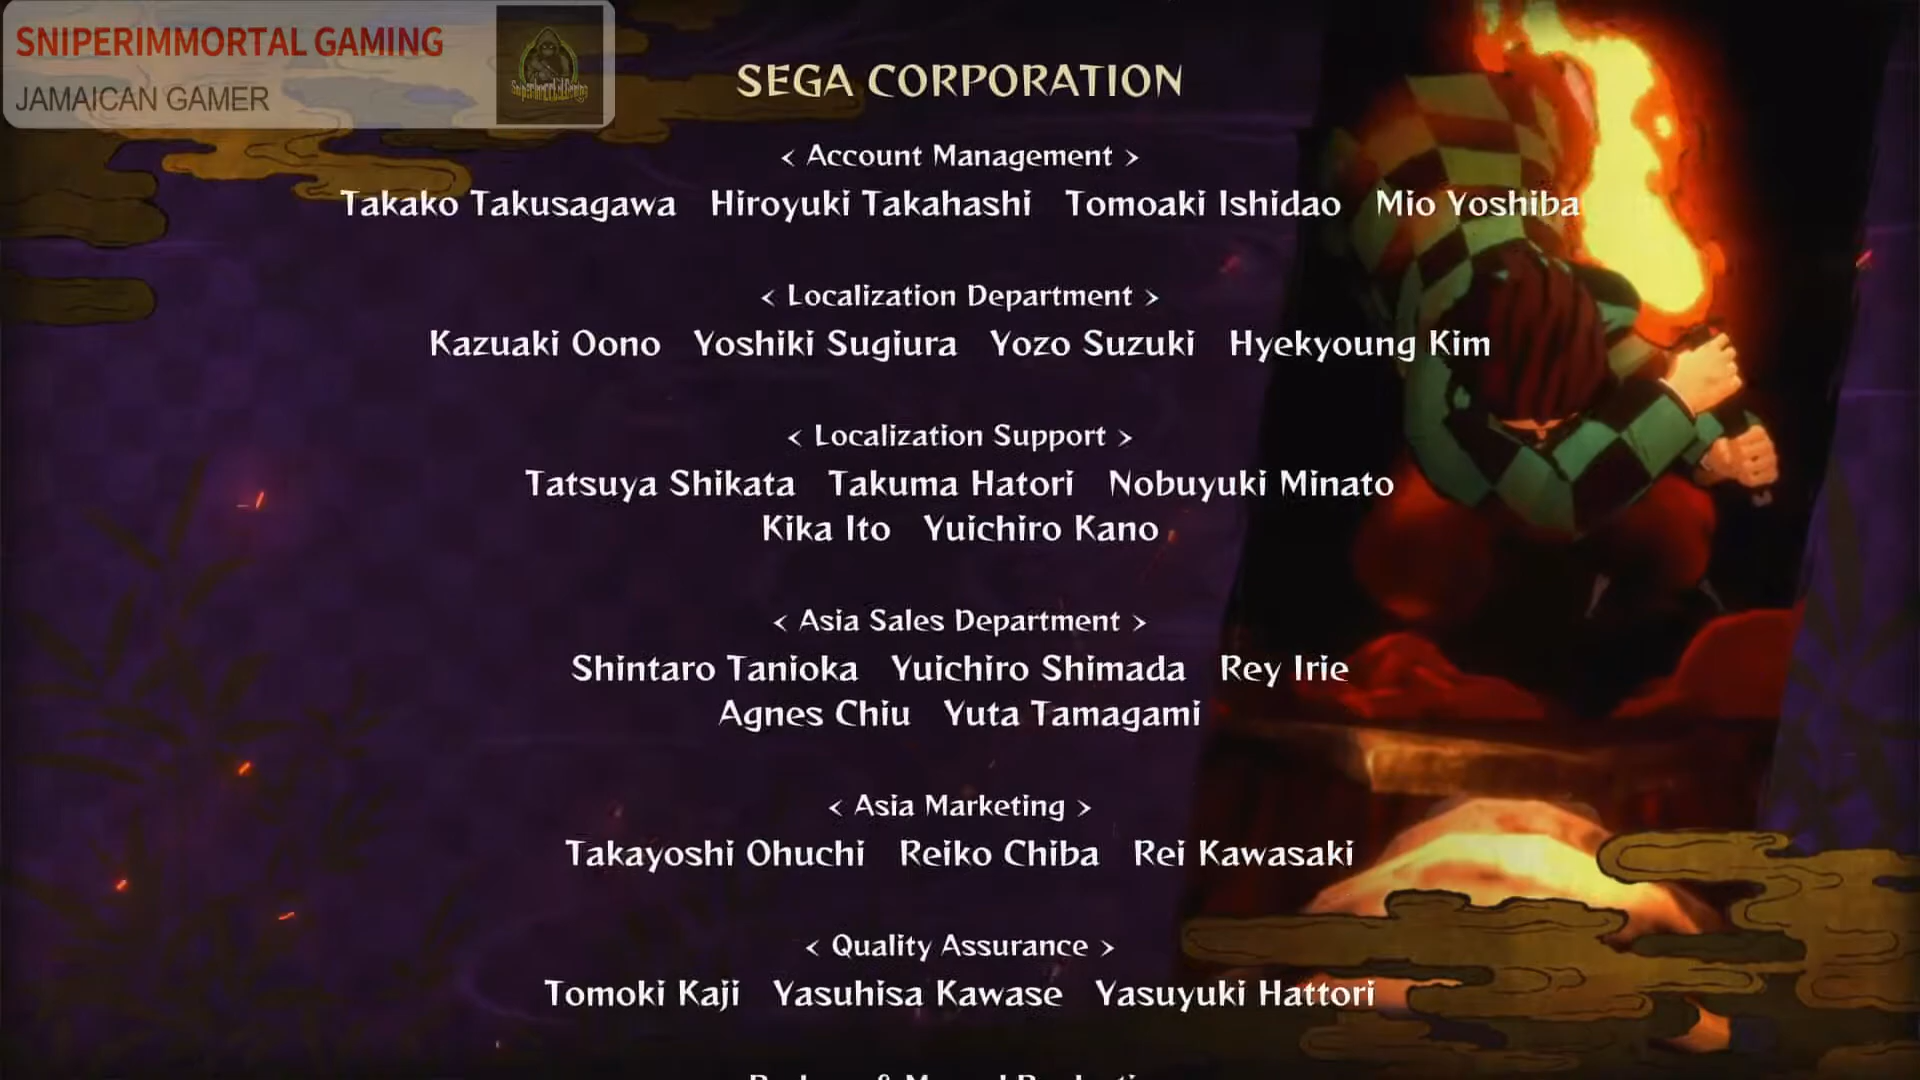 SNIPERIMMORTAL GAMING
JAMAICAN GAMER
SEGA CORPORATION
< Account Management >
Takako Takusagawa Hiroyuki Takahashi Tomoaki Ishidao Mio Yoshiba
< Localization Department >
Kazuaki Oono Yoshiki Sugiura Yozo Suzuki Hyekyoung Kim
< Localization Support >
Tatsuya Shikata Takuma Hatori Nobuyuki Minato
Kika Ito Yuichiro Kano
< Asia Sales Department >
Shintaro Tanioka Yuichiro Shimada Rey Irie
Agnes Chiu Yuta Tamagami
< Asia Marketing >
Takayoshi Ohuchi Reiko Chiba Rei Kawasaki
< Quality Assurance >
Tomoki Kaji Yasuhisa Kawase Yasuyuki Hattori